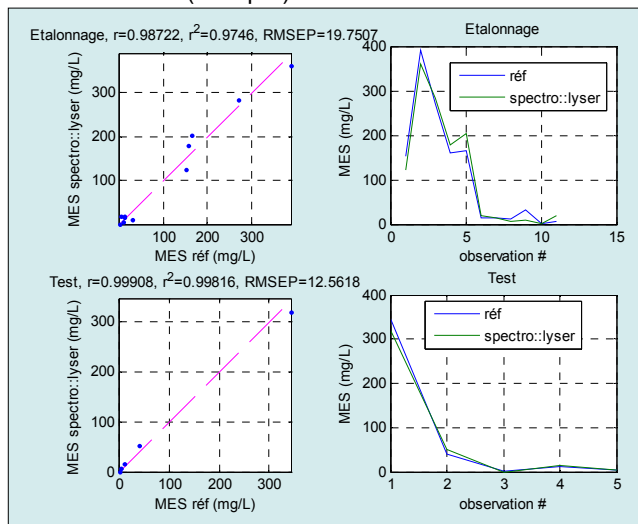 Etalonnage, r=0.98722, r²=0.9746, RMSEP=19.7507
MES spectro::lyser (mg/L)
300
200
100
100
200
300
MES réf (mg/L)
400
300
200
100
0
MES (mg/L)
réf
spectro::lyser
0
5
10
15
observation #
Test, r=0.99908, r²=0.99816, RMSEP=12.5618
MES spectro::lyser (mg/L)
300
200
100
0
0
100
200
300
MES réf (mg/L)
Test
400
300
200
100
0
MES (mg/L)
réf
spectro::lyser
1
2
3
4
5
observation #